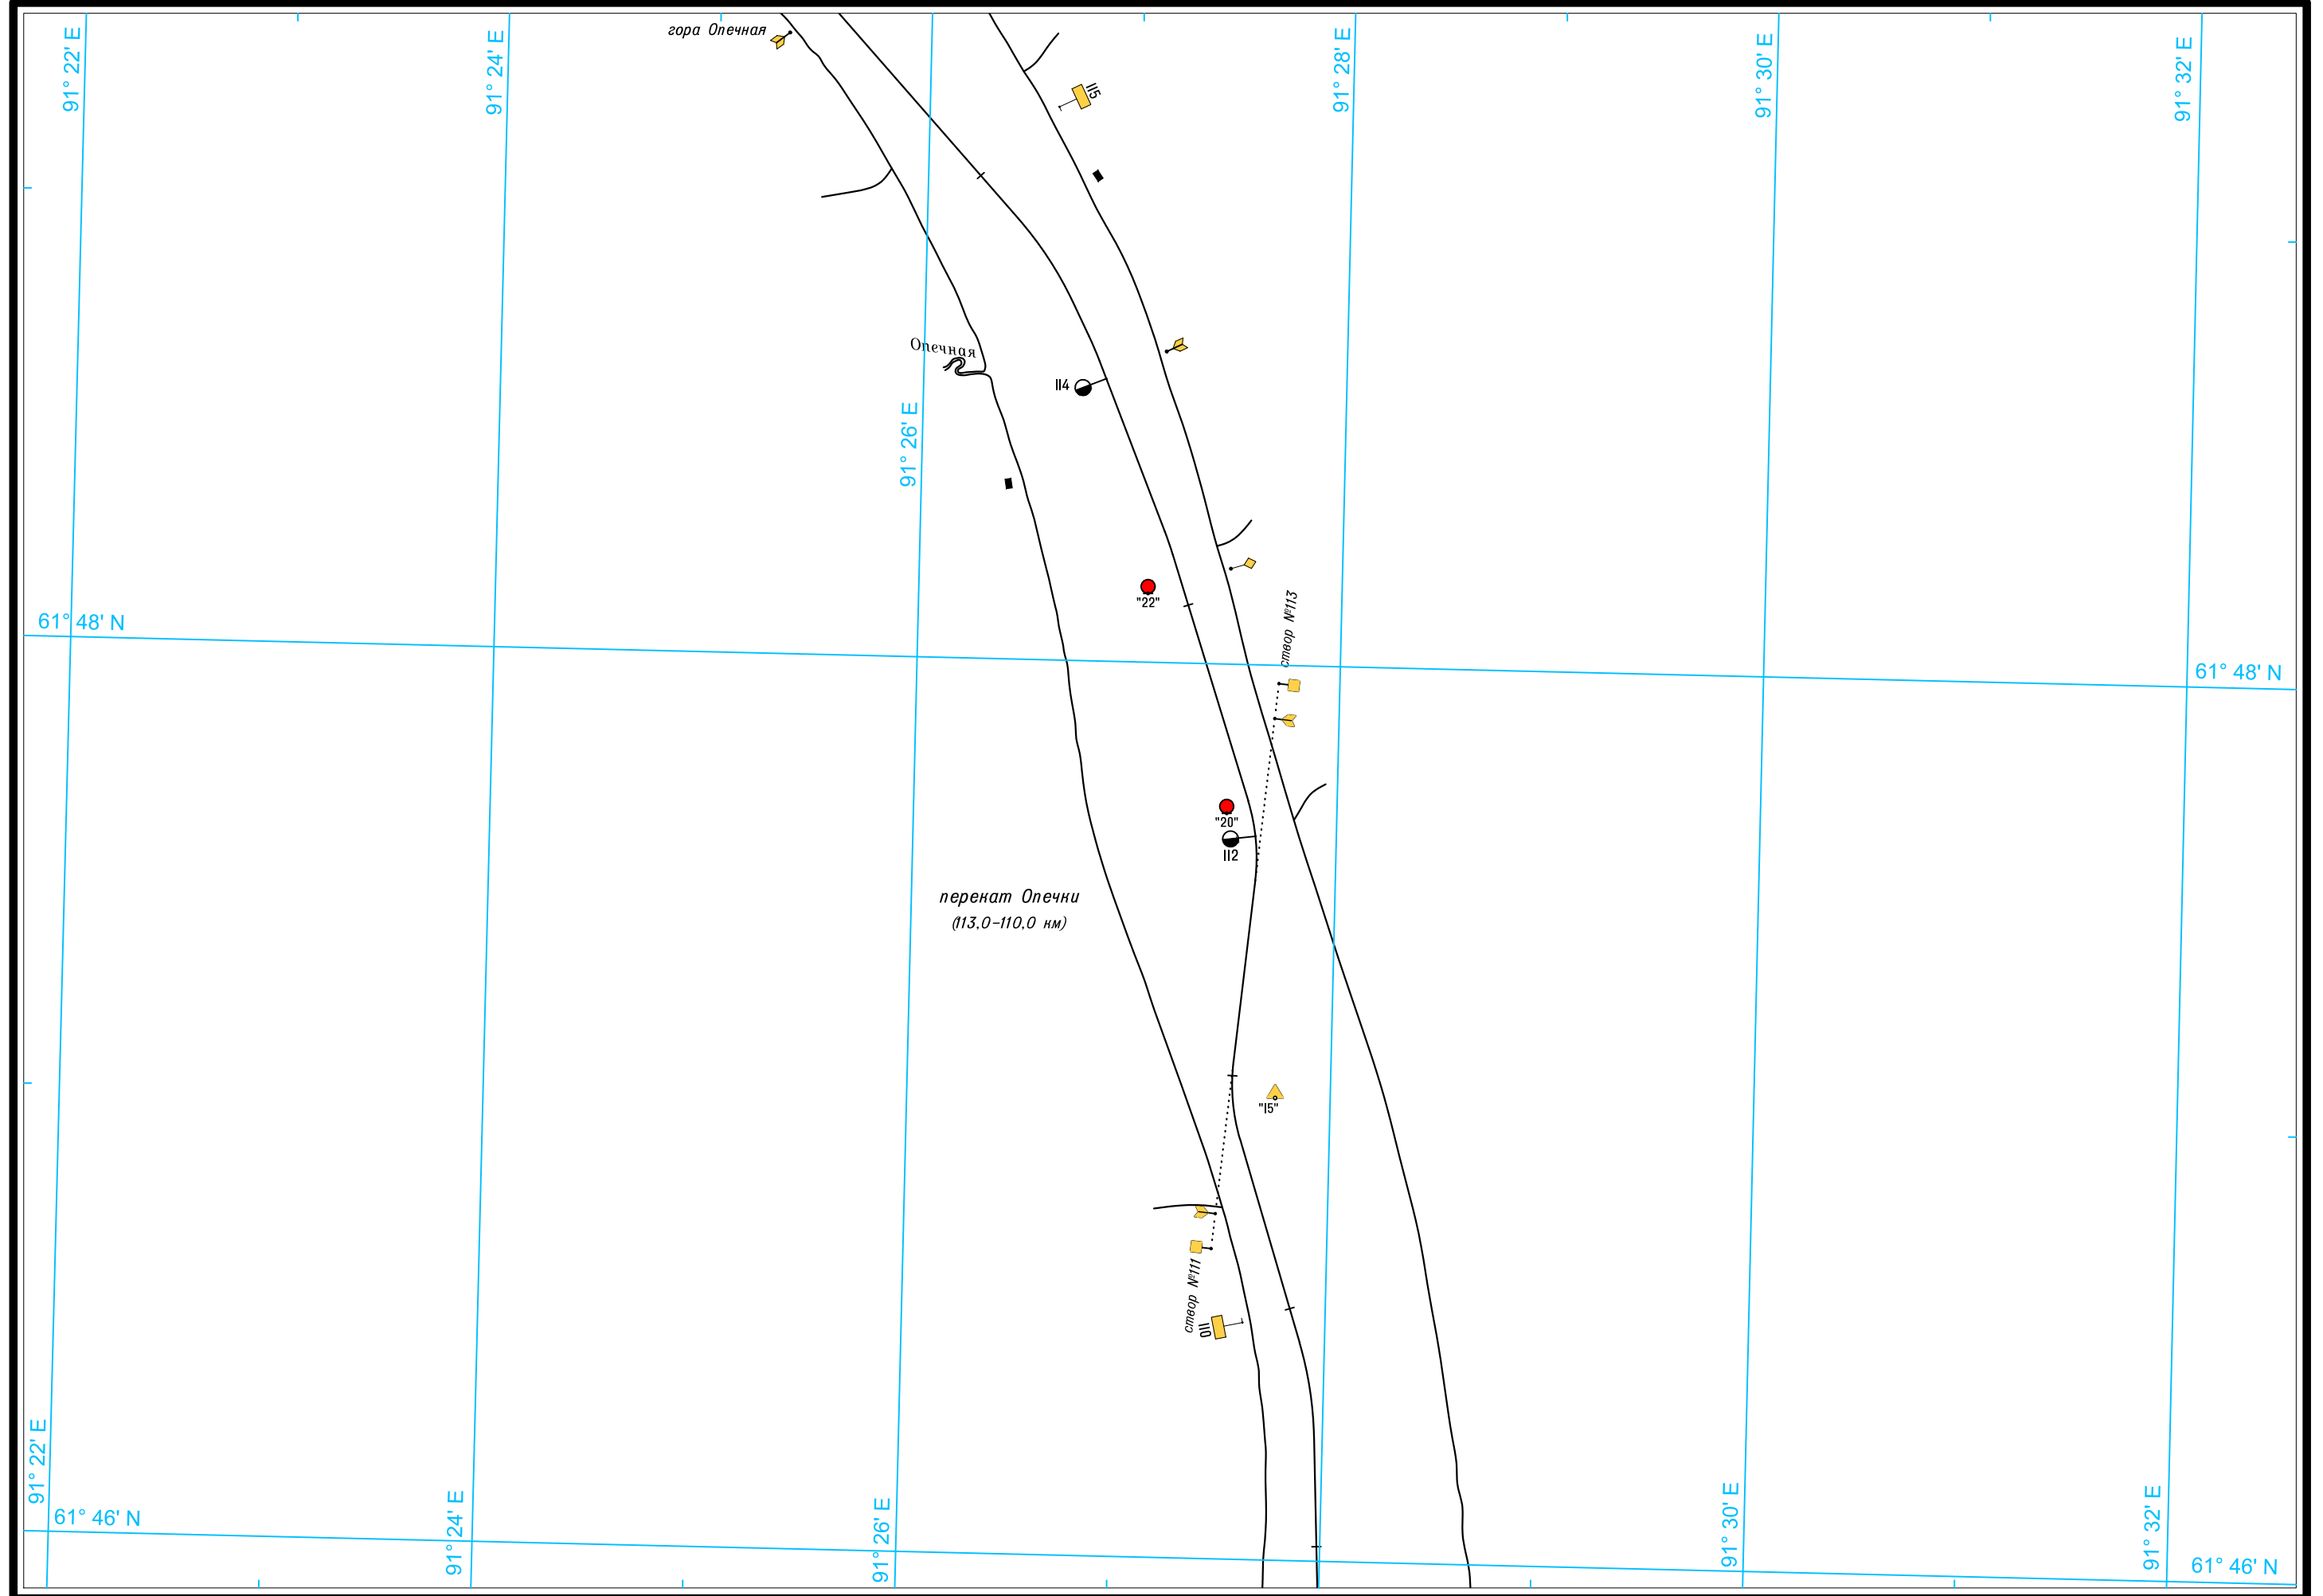 гора Опечная
91° 22' E
91° 24' E
91° 28' E
91° 30' E
91° 32' E
115
Опечная
114
91° 26' E
"22"
створ №113
61° 48' N
61° 48' N
"20"
112
перекат Опечки
(113,0-110,0 км)
"15"
створ №111
110
91° 22' E
91° 24' E
91° 26' E
91° 30' E
91° 32' E
61° 46' N
61° 46' N